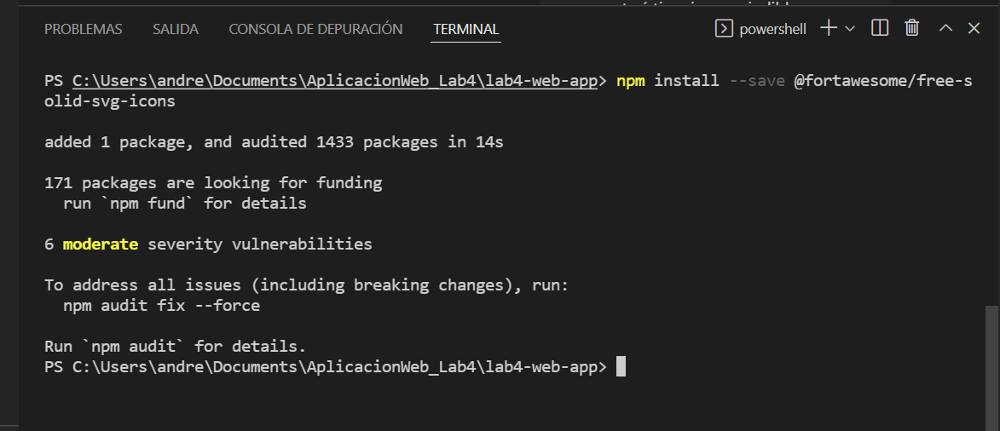 PROBLEMAS SALIDA CONSOLA DE DEPURACIÓN TERMINAL powershell
PS C:\Users\andre\Documents\AplicacionWeb_Lab4\lab4-web-app> npm install --save @fortawesome/free-s
olid-svg-icons
added 1 package, and audited 1433 packages in 14s
171 packages are looking for funding
  run `npm fund` for details
6 moderate severity vulnerabilities
To address all issues (including breaking changes), run:
  npm audit fix --force
Run `npm audit` for details.
PS C:\Users\andre\Documents\AplicacionWeb_Lab4\lab4-web-app>